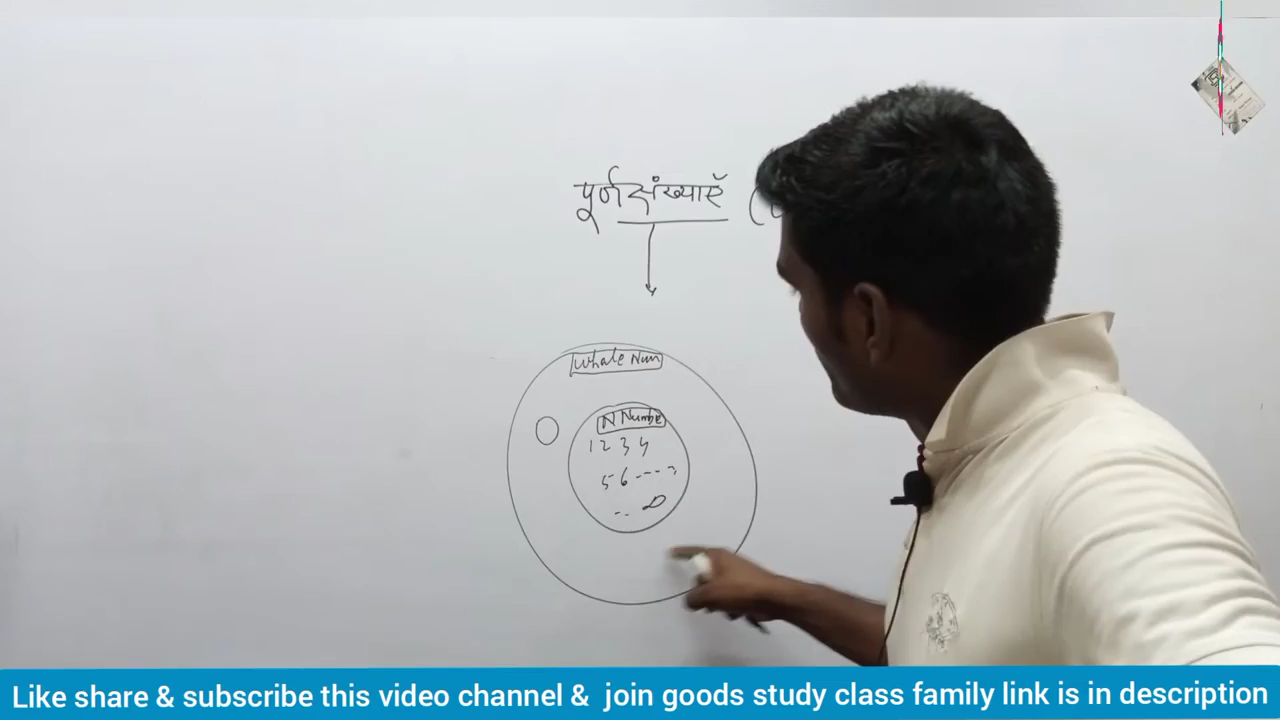 पूर्ण संख्याएँ (
Whole Num
0
N Number
1 2 3 4
5 6 ----
-- ∞
Like share & subscribe this video channel & join goods study class family link is in description